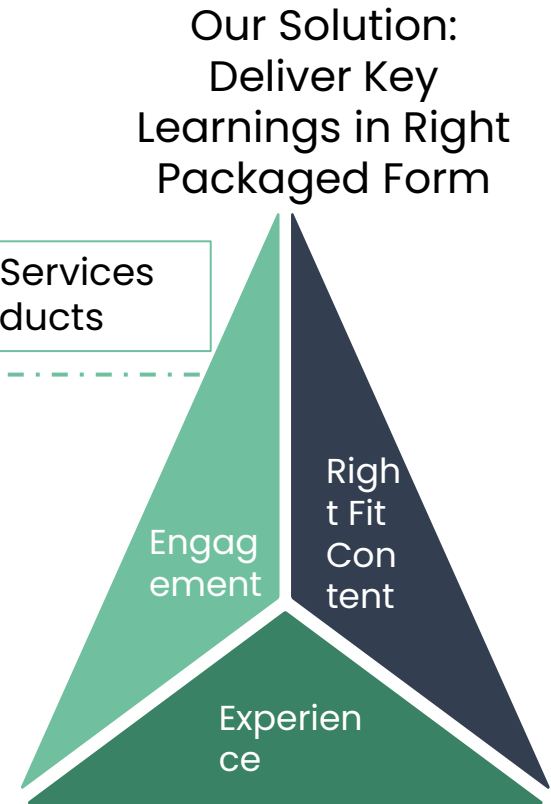 Our Solution:
Deliver Key
Learnings in Right
Packaged Form
Services
ducts
Righ
t Fit
Con
tent
Engag
ement
Experien
ce